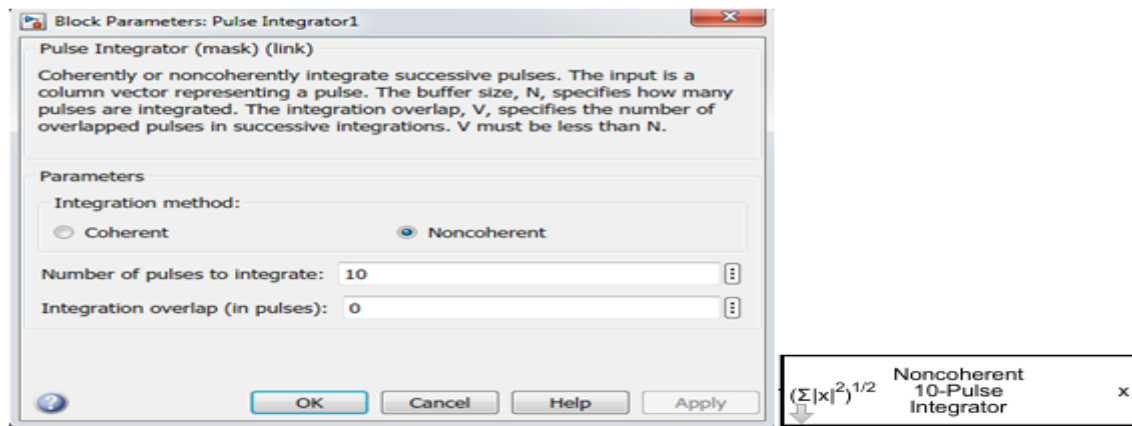 Block Parameters: Pulse Integrator1
Pulse Integrator (mask) (link)
Coherently or noncoherently integrate successive pulses. The input is a
column vector representing a pulse. The buffer size, N, specifies how many
pulses are integrated. The integration overlap, V, specifies the number of
overlapped pulses in successive integrations. V must be less than N.
Parameters
Integration method:
Coherent
Noncoherent
Number of pulses to integrate: 10
Integration overlap (in pulses): 0
OK
Cancel
Help
Apply
(Σ|x|²)^1/2
Noncoherent
10-Pulse
Integrator
x